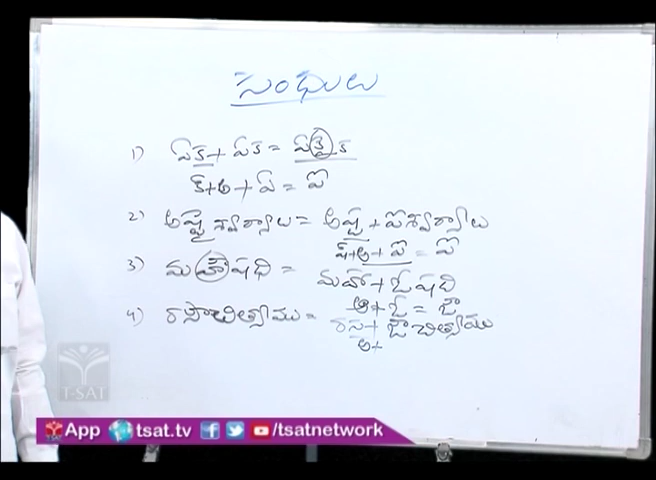 సంధులు
1) ఏక + ఏక = ఏకైక
క్+అ + ఏ = ఐ
2) అష్టైశ్వర్యాలు = అష్ట + ఐశ్వర్యాలు
ష్+అ + ఐ = ఐ
3) మహౌషధి = మహా + ఓషధి
ఆ + ఓ = ఔ
4) రసౌచిత్యము = రస + ఔచిత్యము
అ+
T-SAT
App tsat.tv /tsatnetwork